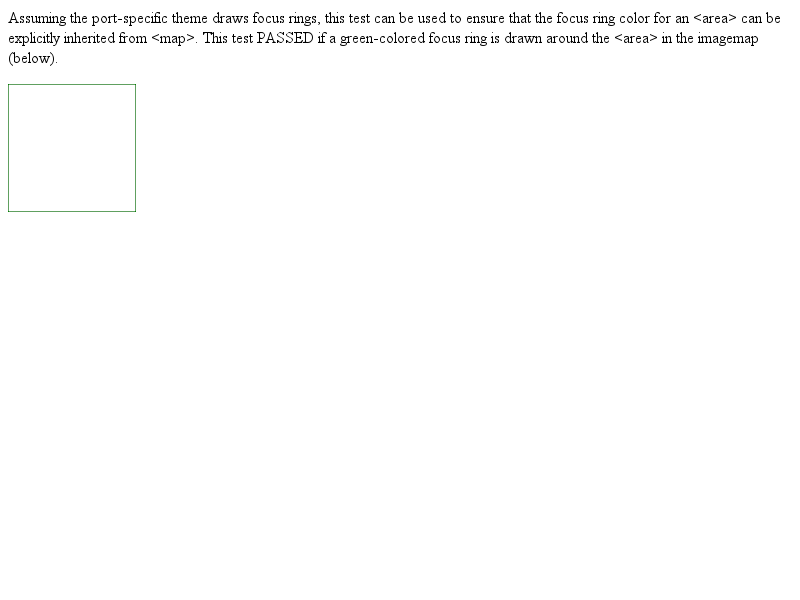 Assuming the port-specific theme draws focus rings, this test can be used to ensure that the focus ring color for an <area> can be
explicitly inherited from <map>. This test PASSED if a green-colored focus ring is drawn around the <area> in the imagemap
(below).